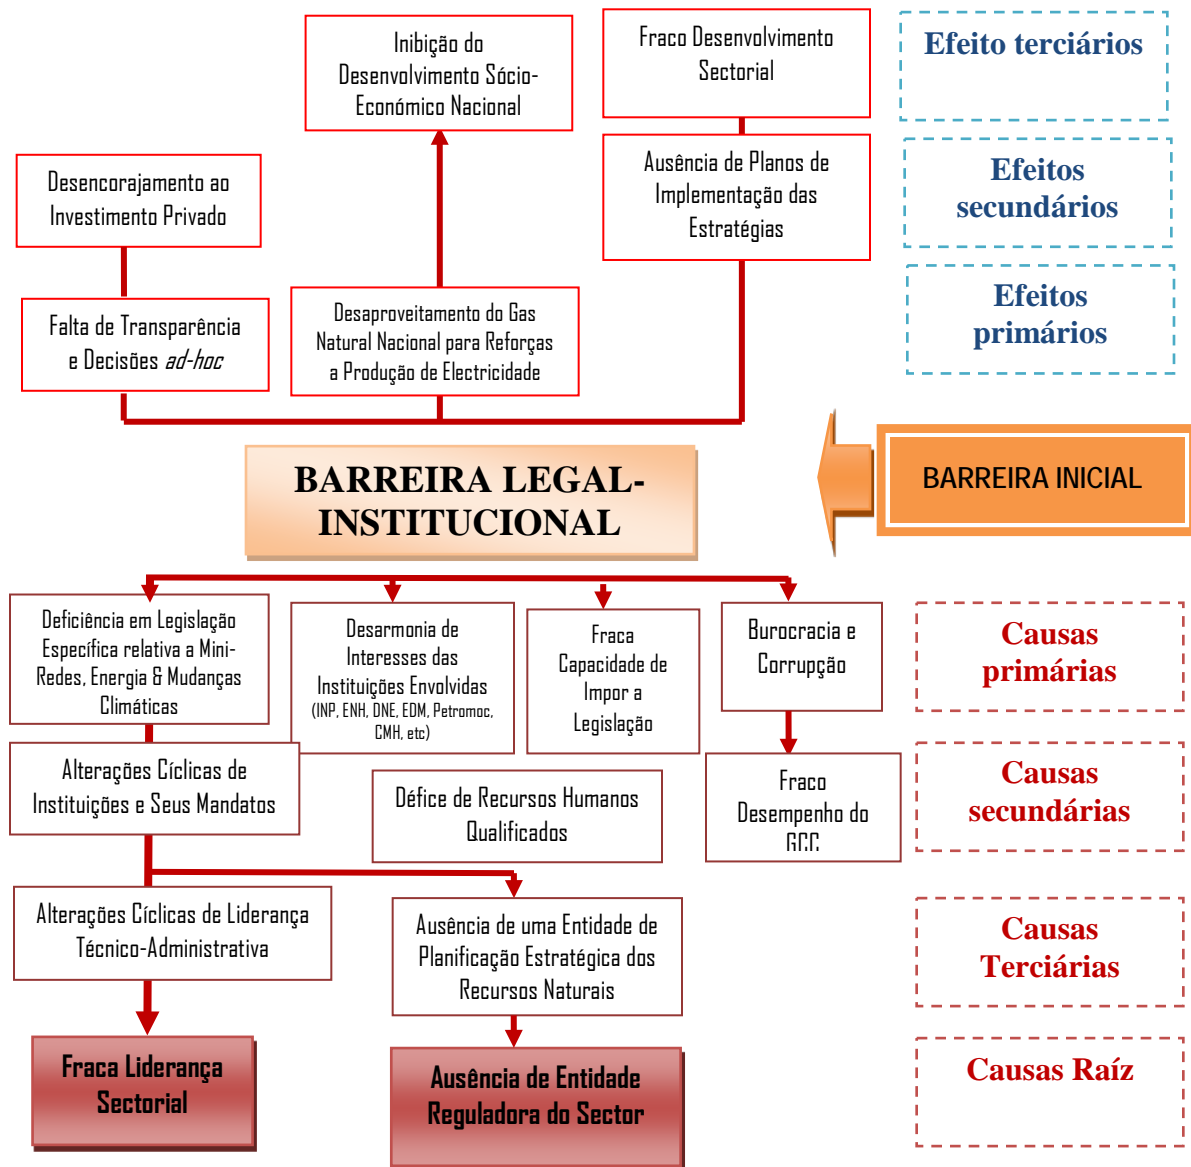 Inibição do
Desenvolvimento Sócio-
Económico Nacional
Fraco Desenvolvimento
Sectorial
Efeito terciários
Desencorajamento ao
Investimento Privado
Ausência de Planos de
Implementação das
Estratégias
Efeitos
secundários
Falta de Transparência
e Decisões ad-hoc
Desaproveitamento do Gas
Natural Nacional para Reforças
a Produção de Electricidade
Efeitos
primários
BARREIRA LEGAL-
INSTITUCIONAL
BARREIRA INICIAL
Deficiência em Legislação
Específica relativa a Mini-
Redes, Energia & Mudanças
Climáticas
Desarmonia de
Interesses das
Instituições Envolvidas
(INP, ENH, DNE, EDM, Petromoc,
CMH, etc)
Fraca
Capacidade de
Impor a
Legislação
Burocracia e
Corrupção
Causas
primárias
Alterações Cíclicas de
Instituições e Seus Mandatos
Défice de Recursos Humanos
Qualificados
Fraco
Desempenho do
GCC
Causas
secundárias
Alterações Cíclicas de Liderança
Técnico-Administrativa
Ausência de uma Entidade de
Planificação Estratégica dos
Recursos Naturais
Causas
Terciárias
Fraca Liderança
Sectorial
Ausência de Entidade
Reguladora do Sector
Causas Raíz